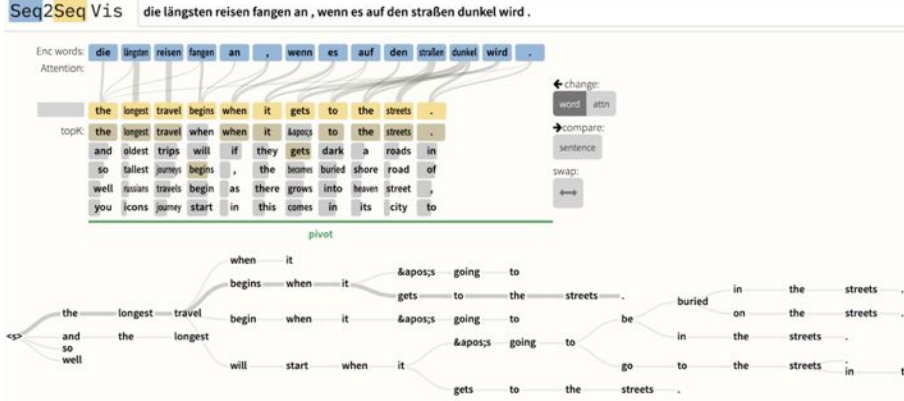 Seq2Seq Vis die längsten reisen fangen an , wenn es auf den straßen dunkel wird .
Enc words: die längsten reisen fangen an , wenn es auf den straßen dunkel wird .
Attention:
← change:
word attn
the longest travel begins when it gets to the streets .
topK: the longest travel when when it &apos;s to the streets .
→compare:
and oldest trips will if they gets dark a roads in
sentence
so tallest journeys begins , the becomes buried shore road of
swap:
well russians travels begin as there grows into heaven street ,
you icons journey start in this comes in its city to
pivot
when it
&apos;s going to
begins when it
in the streets .
gets to the streets .
buried
the longest travel
on the streets .
begin when it &apos;s going to
be
<s> and the longest
in the streets .
&apos;s going to
so
well
will start when it
go to the streets .
in t
gets to the streets .